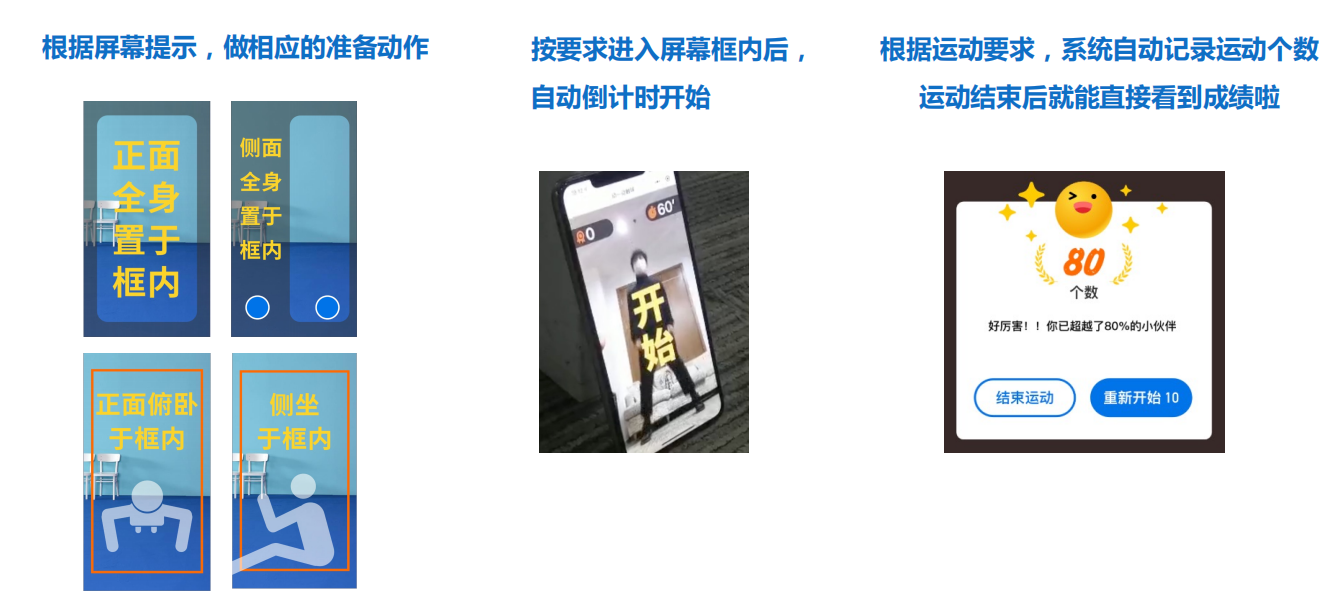 根据屏幕提示，做相应的准备动作
正面
全身
置于
框内
侧面
全身
置于
框内
正面俯卧
于框内
侧坐
于框内
按要求进入屏幕框内后，
自动倒计时开始
0
60'
开
始
根据运动要求，系统自动记录运动个数
运动结束后就能直接看到成绩啦
80
个数
好厉害！！你已超越了80%的小伙伴
结束运动
重新开始 10